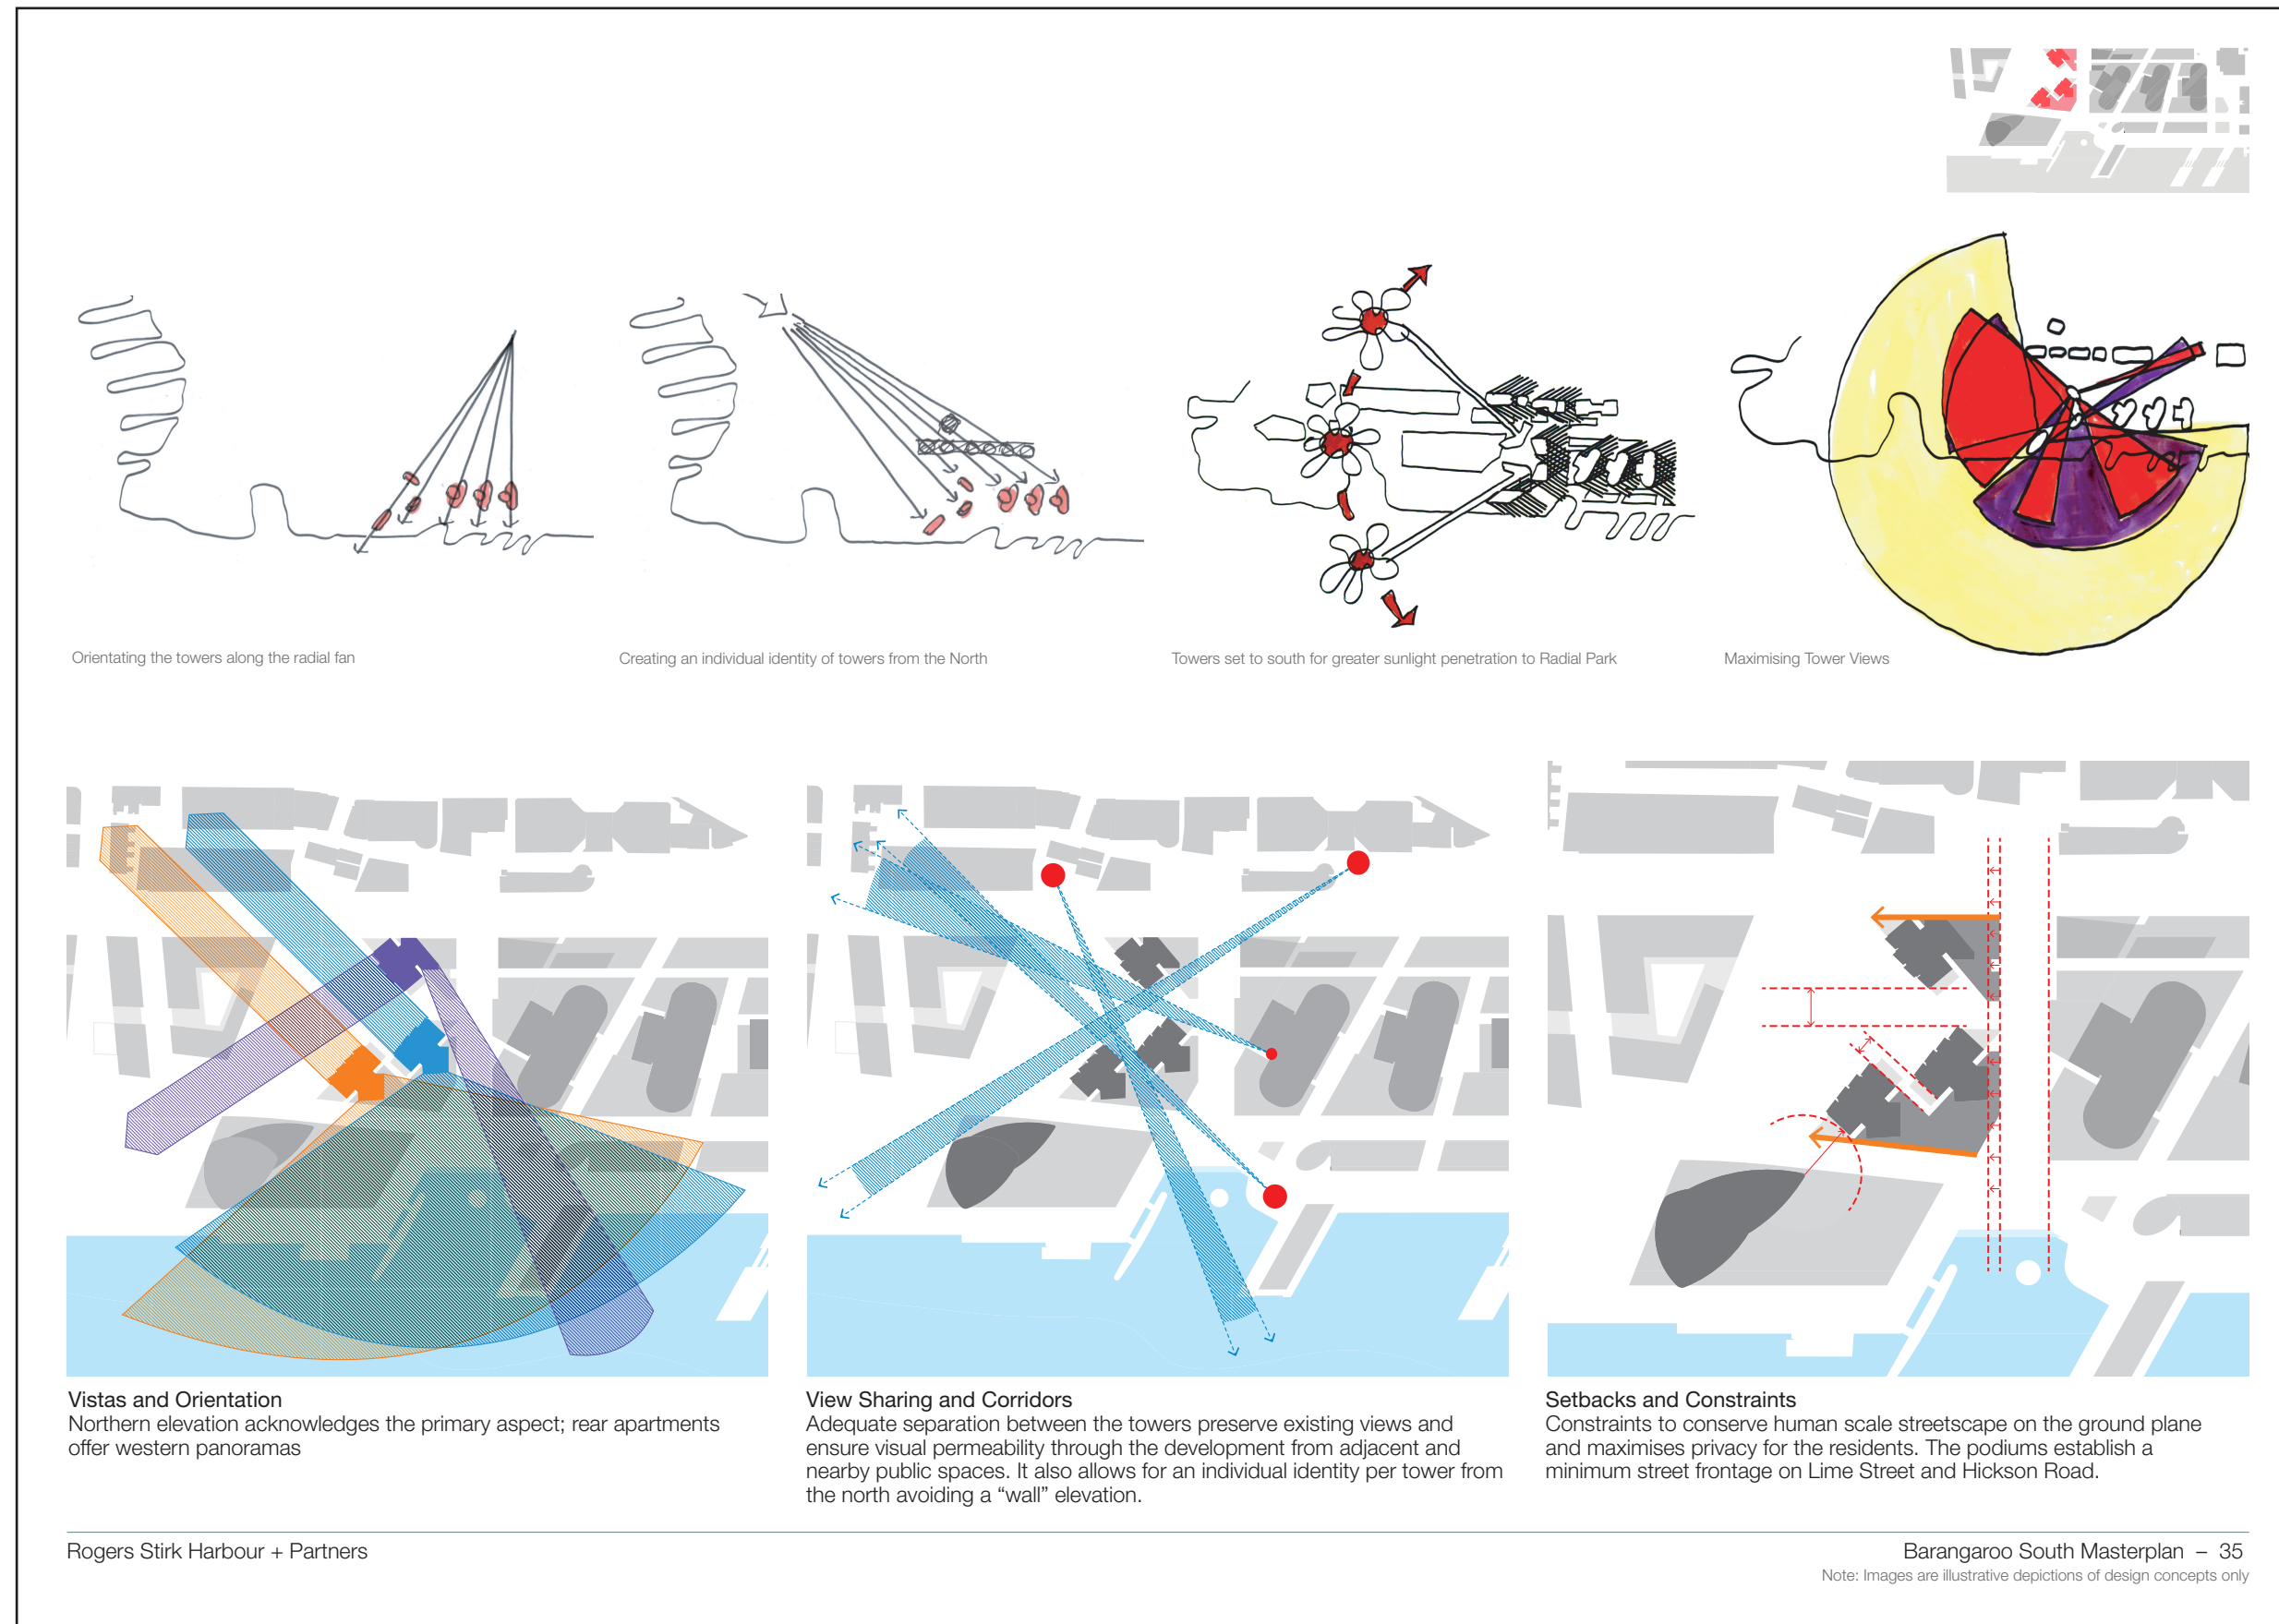 Orientating the towers along the radial fan
Creating an individual identity of towers from the North
Towers set to south for greater sunlight penetration to Radial Park
Maximising Tower Views
Vistas and Orientation
Northern elevation acknowledges the primary aspect; rear apartments
offer western panoramas
View Sharing and Corridors
Adequate separation between the towers preserve existing views and
ensure visual permeability through the development from adjacent and
nearby public spaces. It also allows for an individual identity per tower from
the north avoiding a “wall” elevation.
Setbacks and Constraints
Constraints to conserve human scale streetscape on the ground plane
and maximises privacy for the residents. The podiums establish a
minimum street frontage on Lime Street and Hickson Road.
Rogers Stirk Harbour + Partners
Barangaroo South Masterplan – 35
Note: Images are illustrative depictions of design concepts only